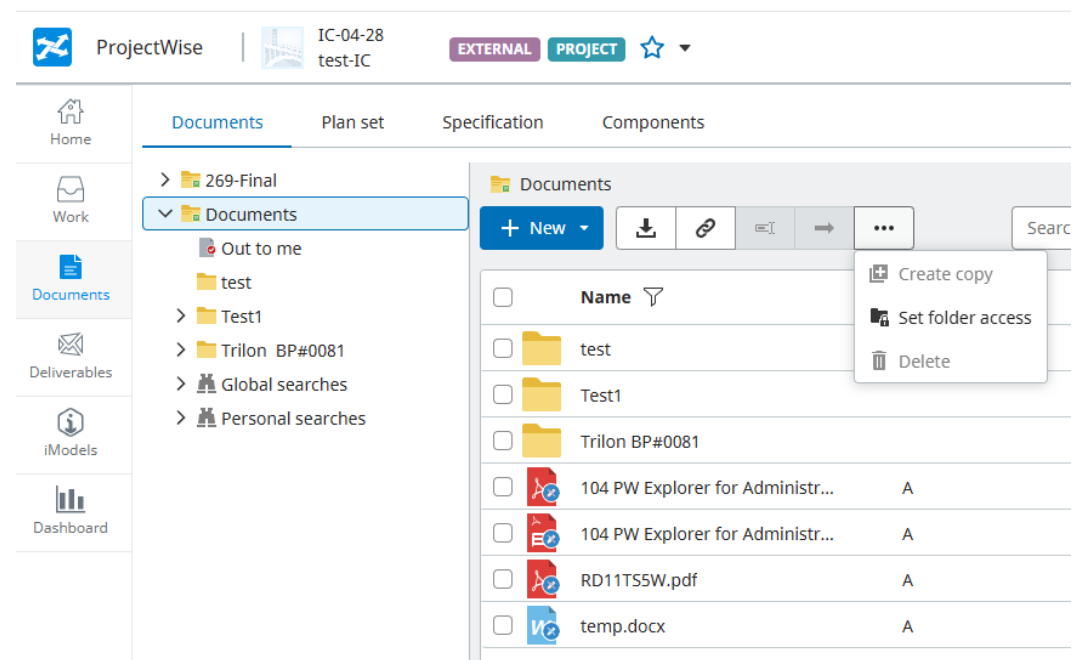 ProjectWise
IC-04-28
test-IC
EXTERNAL
PROJECT
Home
Work
Documents
Deliverables
iModels
Dashboard
Documents
Plan set
Specification
Components
269-Final
Documents
Out to me
test
Test1
Trilon BP#0081
Global searches
Personal searches
Documents
+ New
Searc
Create copy
Set folder access
Delete
Name
test
Test1
Trilon BP#0081
104 PW Explorer for Administr... A
104 PW Explorer for Administr... A
RD11TS5W.pdf A
temp.docx A